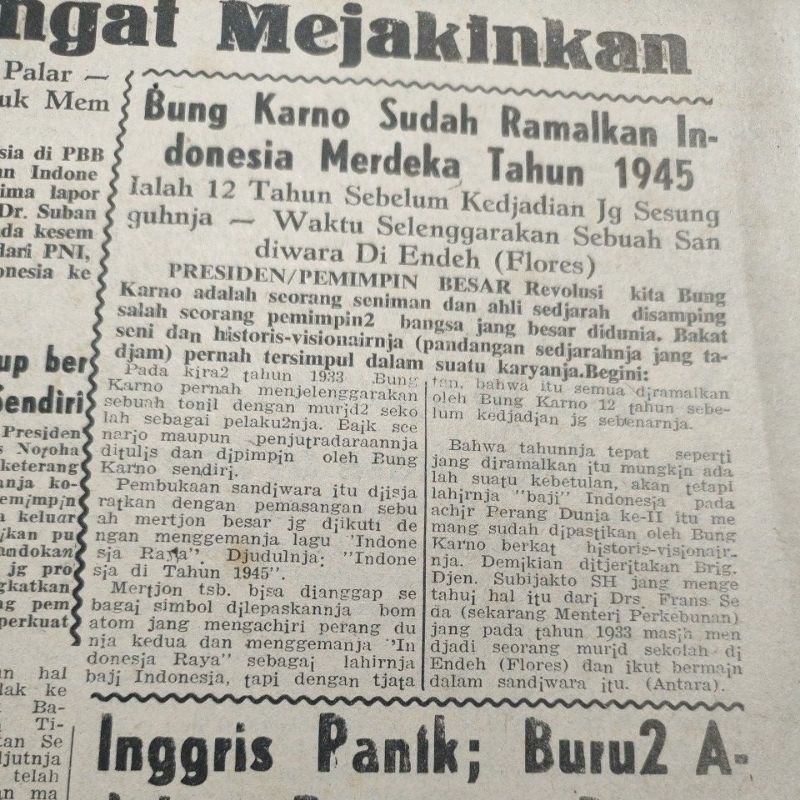 ngat Mejakinkan
Palar —
uk Mem
sia di PBB
n Indone
ima lapor
Dr. Suban
da kesem
dari PNI,
onesia ke
up ber
Sendiri
Presiden
s Notoha
keterang
anja ko-
emimpin
a keluar
ikan pu
andokan
jg pro
gkatkan
ng pem
perkuat
an hal
dak ke
Ba-
Ti-
tan Se
djutnja
telah
an ma
Bung Karno Sudah Ramalkan In-
donesia Merdeka Tahun 1945
Ialah 12 Tahun Sebelum Kedjadian Jg Sesung
guhnja — Waktu Selenggarakan Sebuah San
diwara Di Endeh (Flores)
PRESIDEN/PEMIMPIN BESAR Revolusi kita Bung
Karno adalah seorang seniman dan ahli sedjarah disamping
salah seorang pemimpin2 bangsa jang besar didunia. Bakat
seni dan historis-visionairnja (pandangan sedjarahnja jang ta-
djam) pernah tersimpul dalam suatu karyanja.Begini:
Pada kira2 tahun 1933 Bung
Karno pernah menjelenggarakan
sebuah tonil dengan murid2 seko
lah sebagai pelaku2nja. Baik sce
nario maupun penjutradaraannja
ditulis dan dipimpin oleh Bung
Karno sendiri.
Pembukaan sandiwara itu diisja
ratkan dengan pemasangan sebu
ah mertjon besar jg diikuti de
ngan menggemanja lagu "Indone
sia Raya". Djudulnja: "Indone
sia di Tahun 1945".
Mertjon tsb. bisa dianggap se
bagai simbol dilepaskannja bom
atom jang mengachiri perang du
nia kedua dan menggemanja "In
donesia Raya" sebagai lahirnja
baji Indonesia, tapi dengan tjata
tan, bahwa itu semua diramalkan
oleh Bung Karno 12 tahun sebe-
lum kedjadian jg sebenarnja.
Bahwa tahunnja tepat seperti
jang diramalkan itu mungkin ada
lah suatu kebetulan, akan tetapi
lahirnja "baji" Indonesia pada
achir Perang Dunia ke-II itu me
mang sudah dipastikan oleh Bung
Karno berkat historis-visionair-
nja. Demikian ditjeritakan Brig.
Djen. Subijakto SH jang menge
tahui hal itu dari Drs Frans Se
da (sekarang Menteri Perkebunan)
jang pada tahun 1933 masih men
djadi seorang murid sekolah di
Endeh (Flores) dan ikut bermain
dalam sandiwara itu. (Antara).
Inggris Panik; Buru2 A-